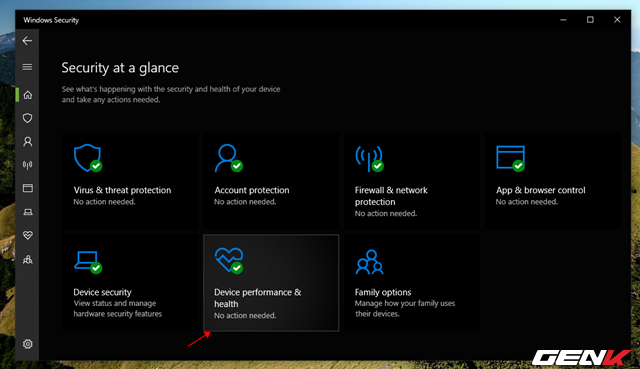 Windows Security
Security at a glance
See what's happening with the security and health of your device
and take any actions needed.
Virus & threat protection
No action needed.
Account protection
No action needed.
Firewall & network
protection
No action needed.
App & browser control
No action needed.
Device security
View status and manage
hardware security features
Device performance &
health
No action needed.
Family options
Manage how your family uses
their devices.
GENK